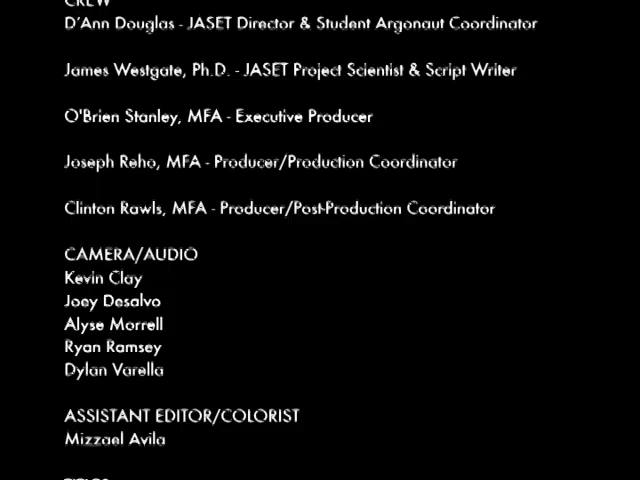 CREW
D'Ann Douglas - JASET Director & Student Argonaut Coordinator
James Westgate, Ph.D. - JASET Project Scientist & Script Writer
O'Brien Stanley, MFA - Executive Producer
Joseph Reho, MFA - Producer/Production Coordinator
Clinton Rawls, MFA - Producer/Post-Production Coordinator
CAMERA/AUDIO
Kevin Clay
Joey Desalvo
Alyse Morrell
Ryan Ramsey
Dylan Varella
ASSISTANT EDITOR/COLORIST
Mizzael Avila